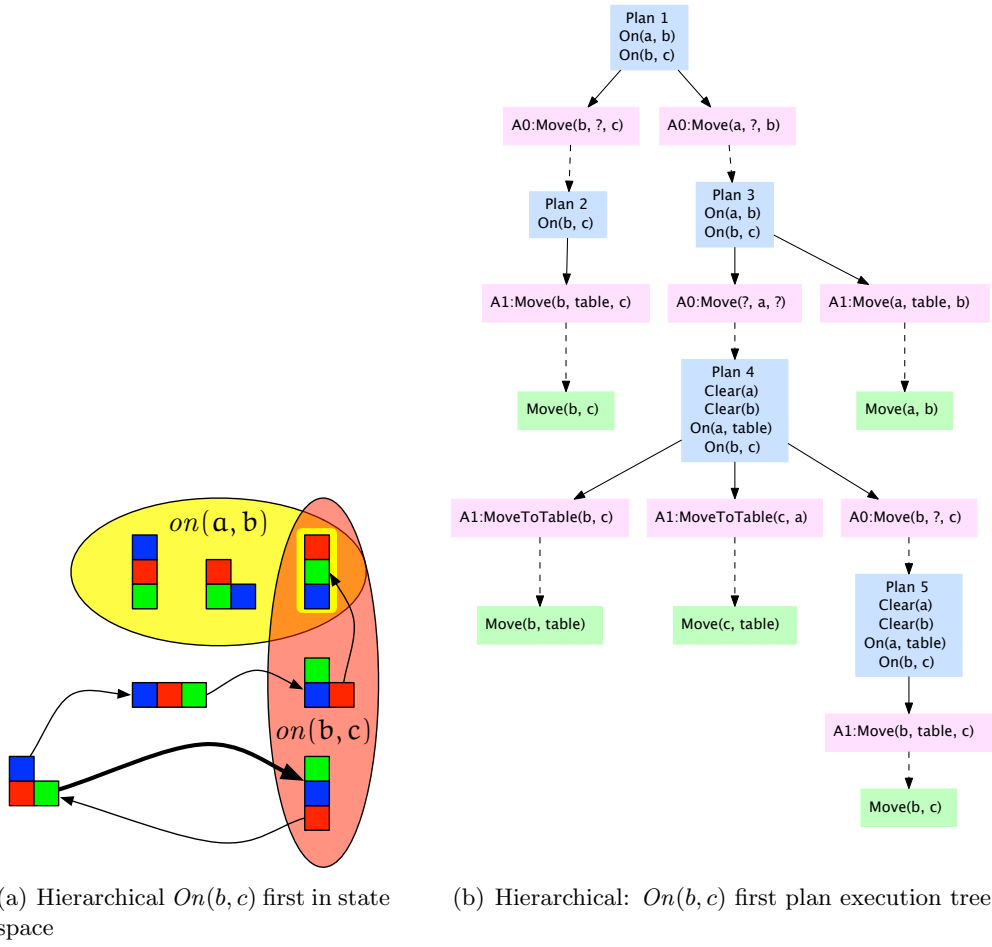 Plan 1
On(a, b)
On(b, c)
A0:Move(b, ?, c)
A0:Move(a, ?, b)
Plan 2
On(b, c)
Plan 3
On(a, b)
On(b, c)
A1:Move(b, table, c)
A0:Move(?, a, ?)
A1:Move(a, table, b)
Move(b, c)
Plan 4
Clear(a)
Clear(b)
On(a, table)
On(b, c)
Move(a, b)
A1:MoveToTable(b, c)
A1:MoveToTable(c, a)
A0:Move(b, ?, c)
Move(b, table)
Move(c, table)
Plan 5
Clear(a)
Clear(b)
On(a, table)
On(b, c)
A1:Move(b, table, c)
Move(b, c)
on(a, b)
on(b, c)
(a) Hierarchical On(b, c) first in state
space
(b) Hierarchical: On(b, c) first plan execution tree